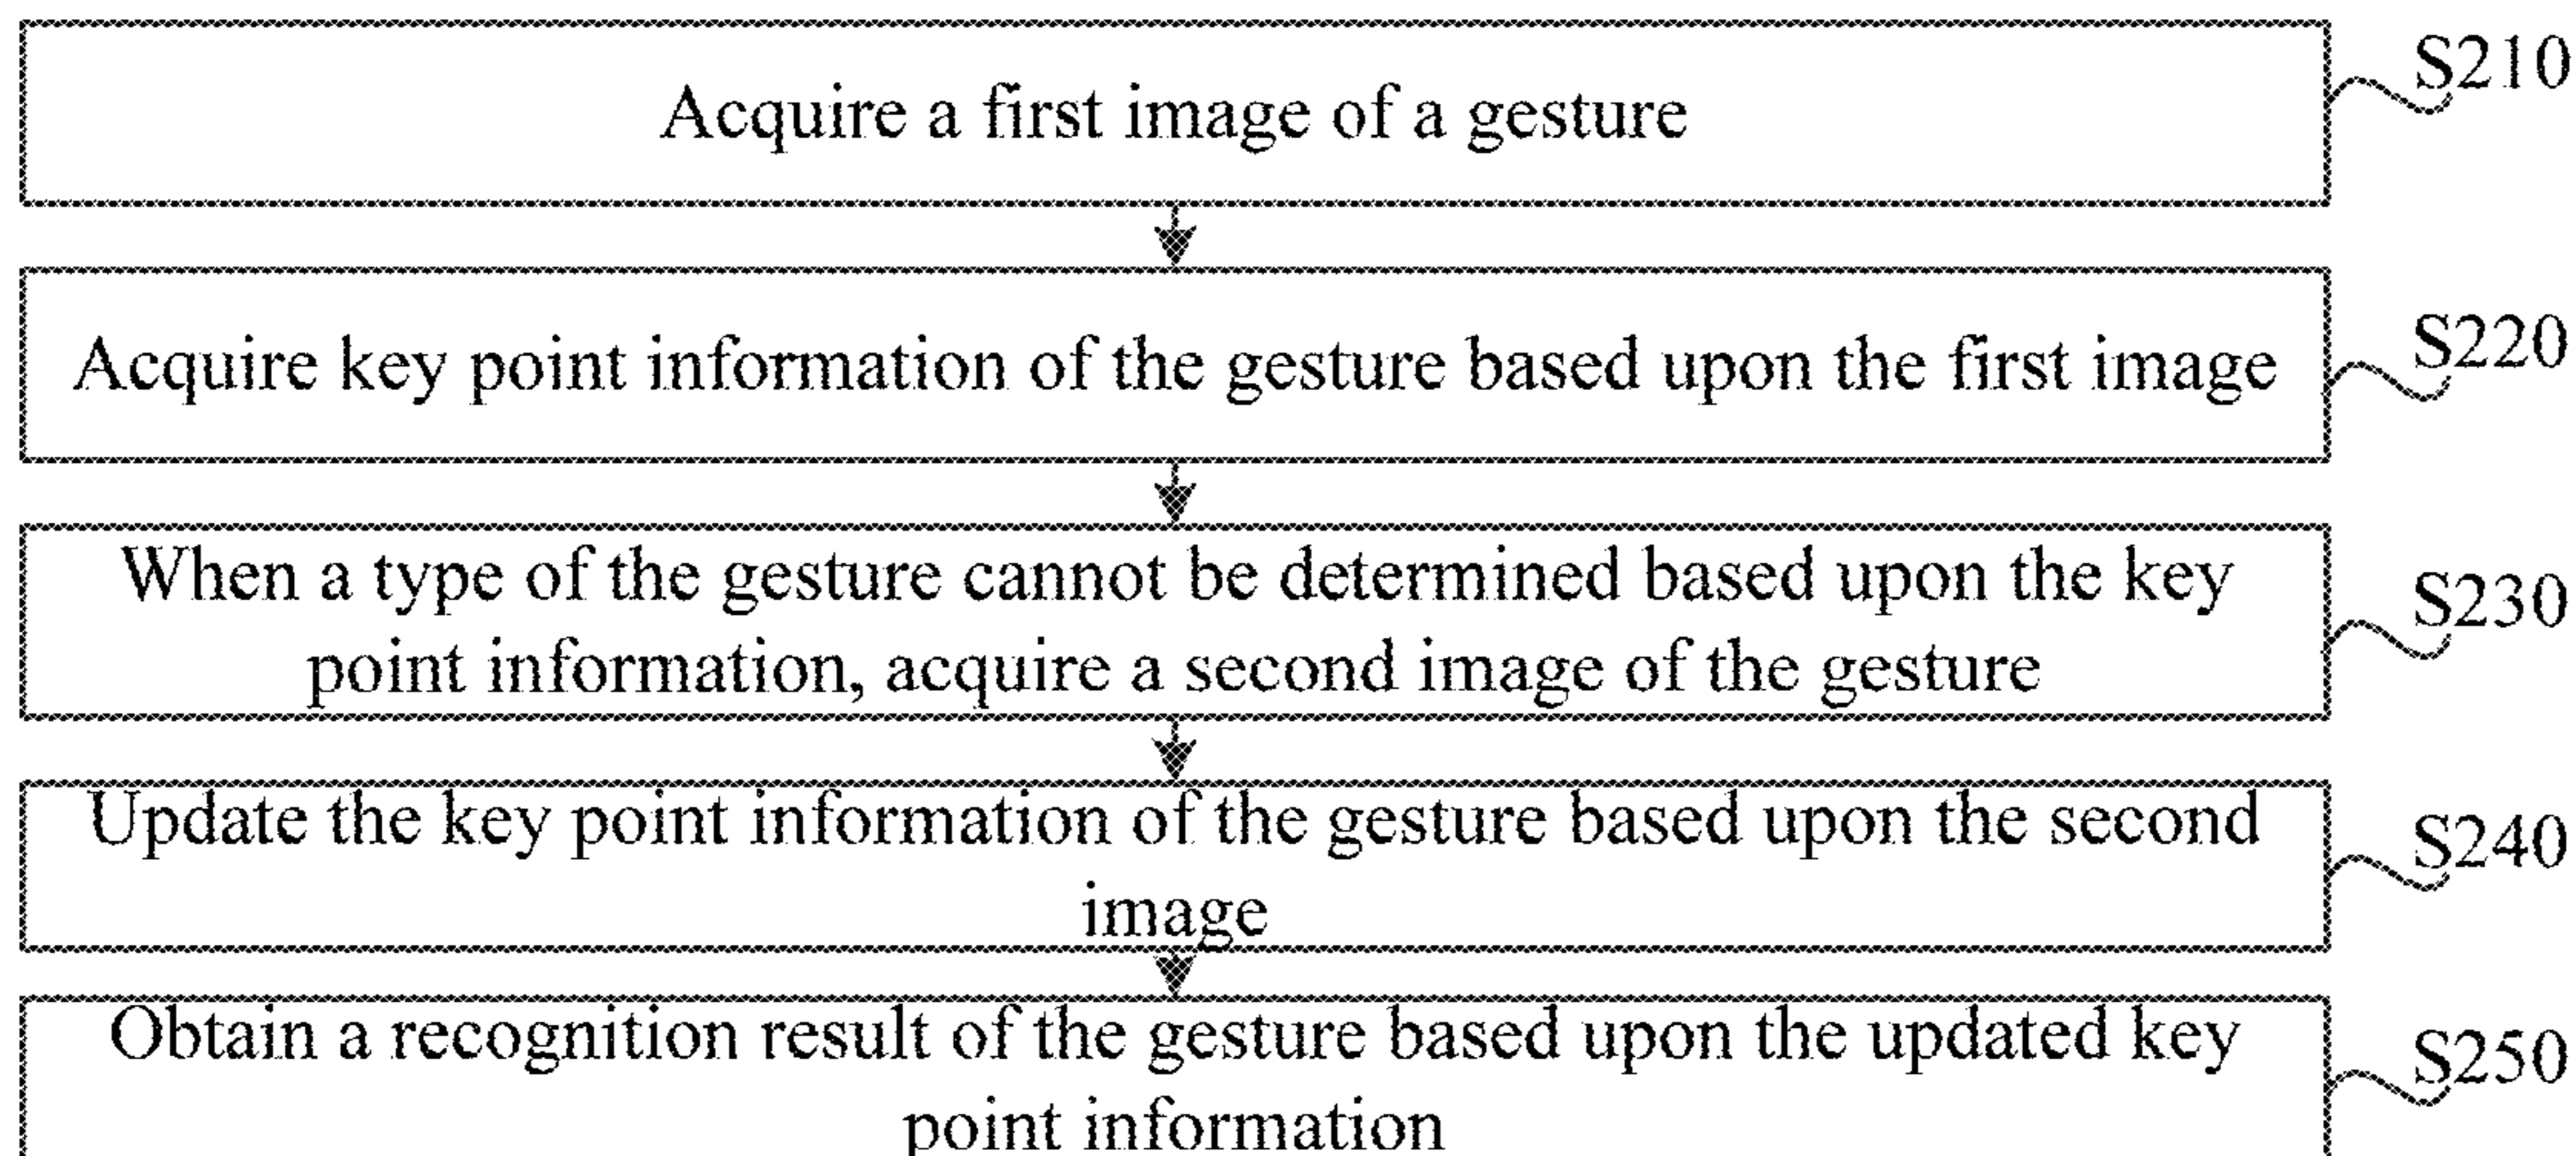 Acquire a first image of a gesture
S210
Acquire key point information of the gesture based upon the first image
S220
When a type of the gesture cannot be determined based upon the key
point information, acquire a second image of the gesture
S230
Update the key point information of the gesture based upon the second
image
S240
Obtain a recognition result of the gesture based upon the updated key
point information
S250